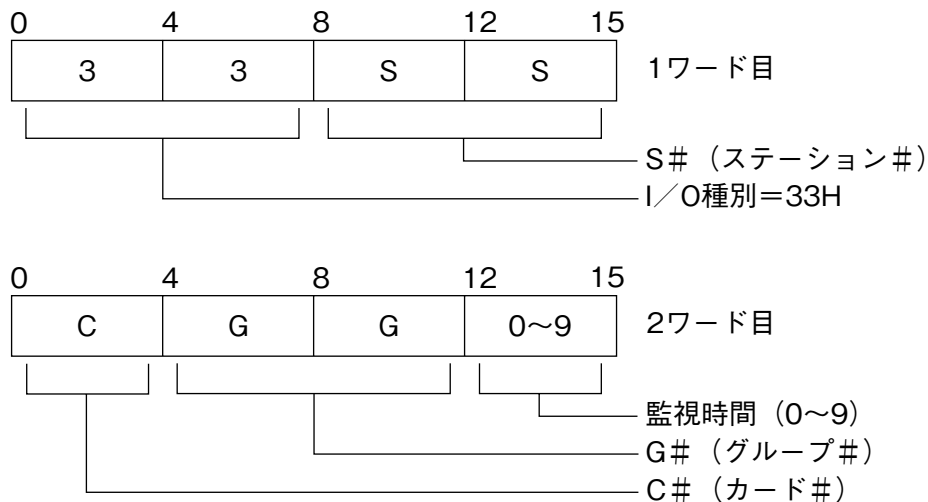 0 4 8 12 15
3 3 S S 1ワード目
S#（ステーション#）
I／O種別＝33H
0 4 8 12 15
C G G 0～9 2ワード目
監視時間（0～9）
G#（グループ#）
C#（カード#）